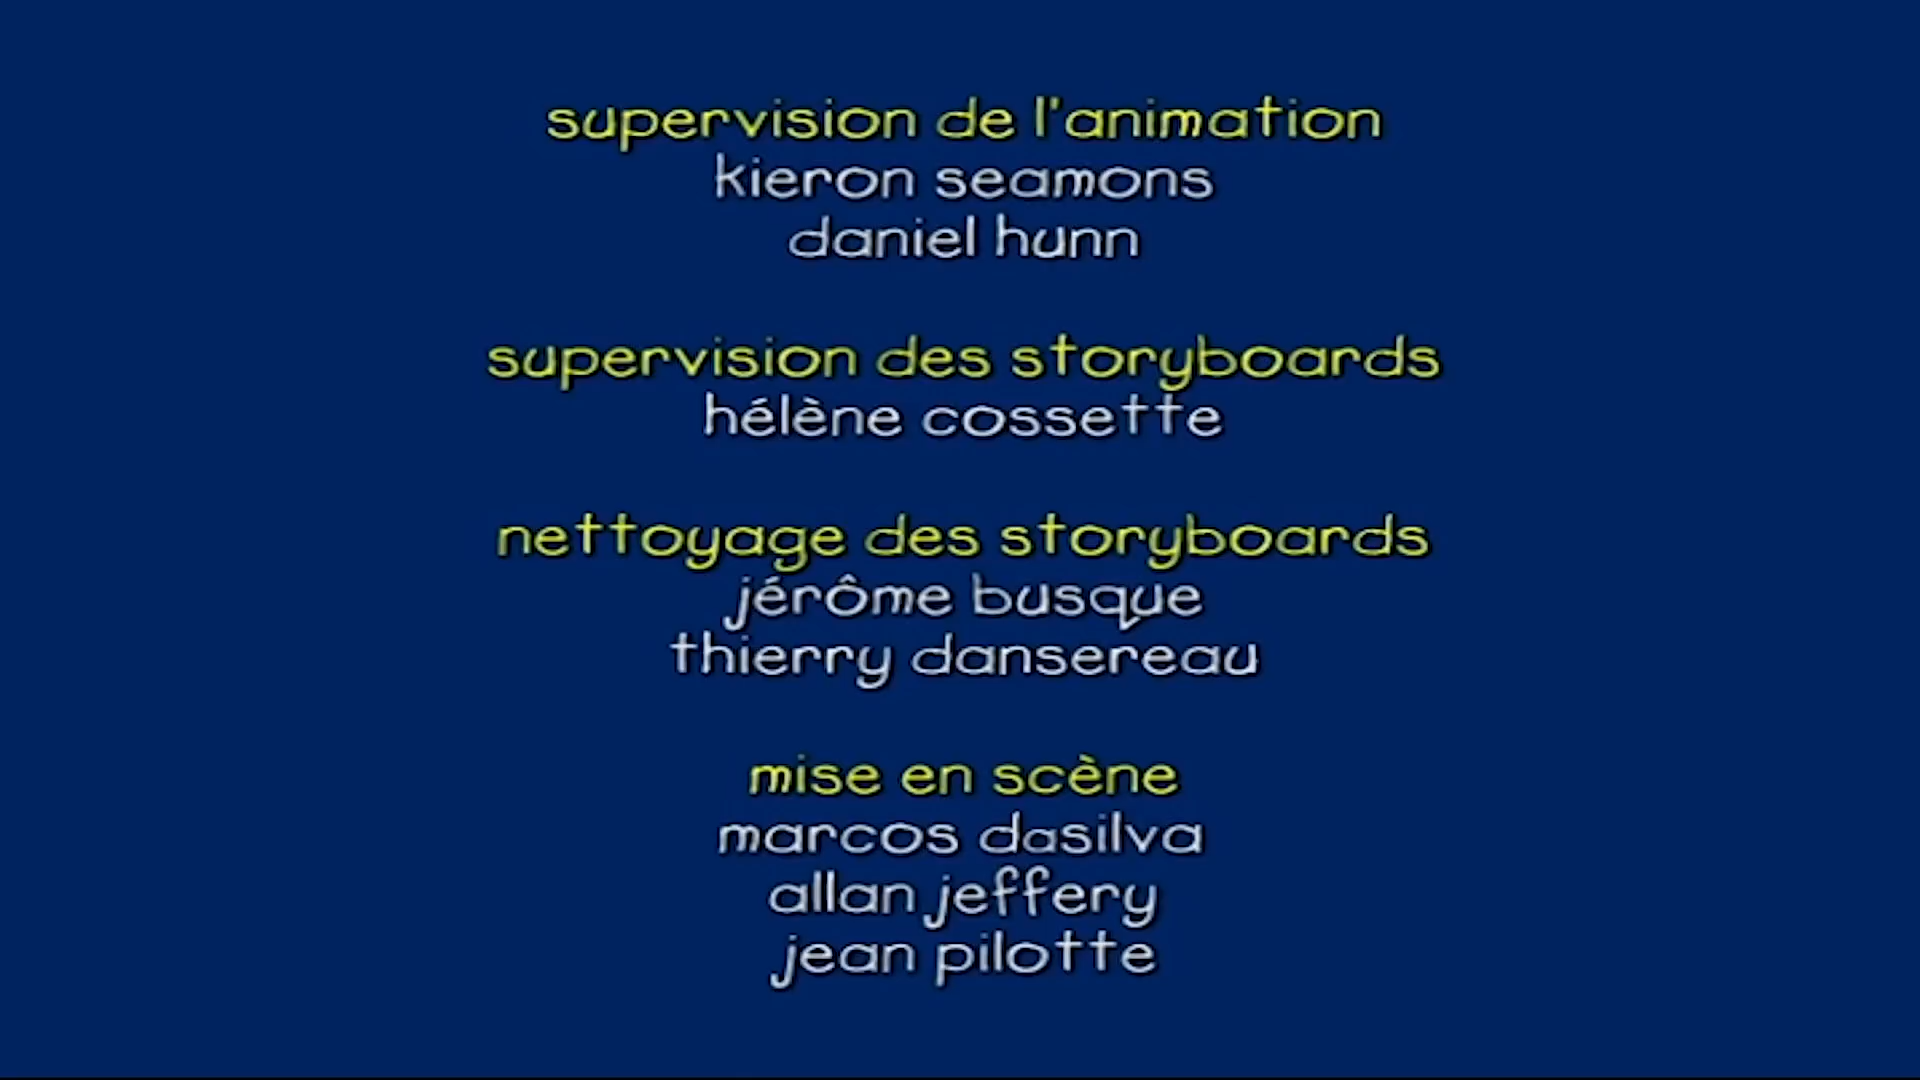 supervision de l'animation
kieron seamons
daniel hunn
supervision des storyboards
hélène cossette
nettoyage des storyboards
jérôme busque
thierry dansereau
mise en scène
marcos dasilva
allan jeffery
jean pilotte